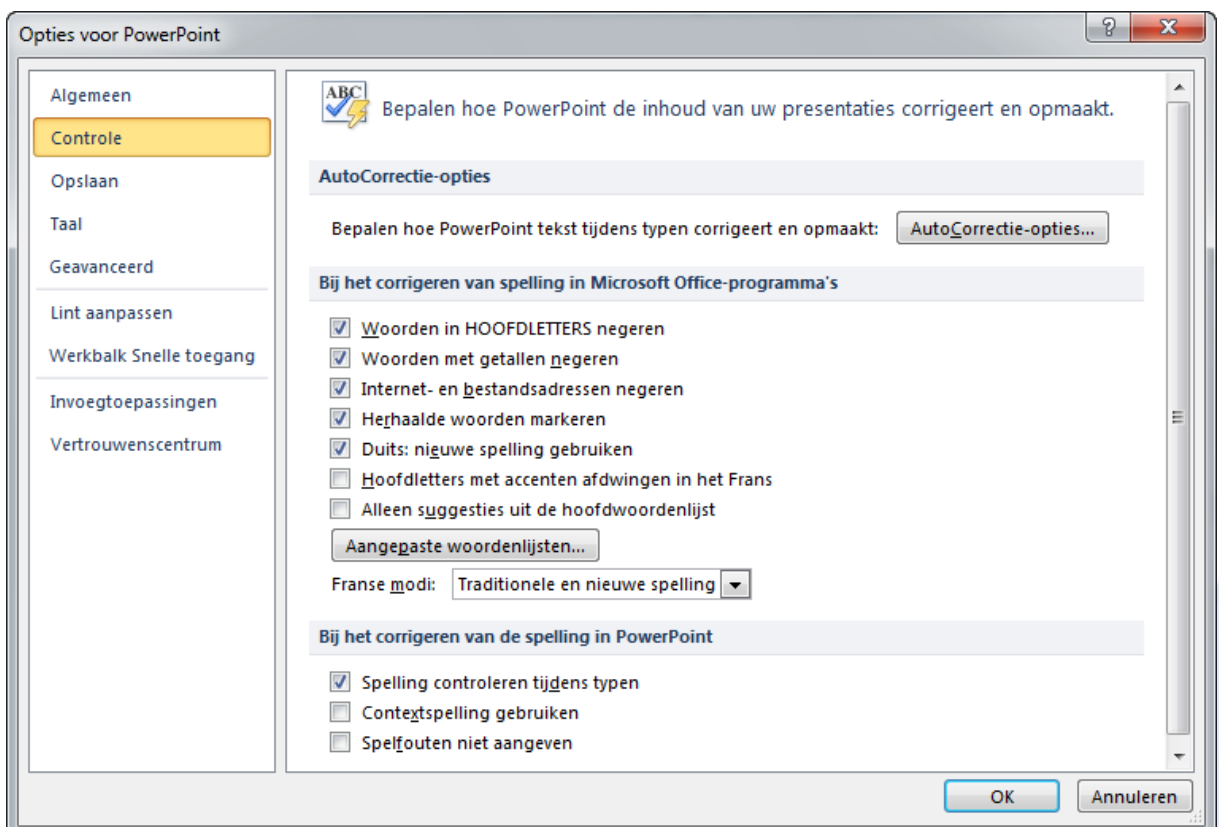 Opties voor PowerPoint
Algemeen
Controle
Opslaan
Taal
Geavanceerd
Lint aanpassen
Werkbalk Snelle toegang
Invoegtoepassingen
Vertrouwenscentrum
ABC
Bepalen hoe PowerPoint de inhoud van uw presentaties corrigeert en opmaakt.
AutoCorrectie-opties
Bepalen hoe PowerPoint tekst tijdens typen corrigeert en opmaakt: AutoCorrectie-opties...
Bij het corrigeren van spelling in Microsoft Office-programma's
Woorden in HOOFDLETTERS negeren
Woorden met getallen negeren
Internet- en bestandsadressen negeren
Herhaalde woorden markeren
Duits: nieuwe spelling gebruiken
Hoofdletters met accenten afdwingen in het Frans
Alleen suggesties uit de hoofdwoordenlijst
Aangepaste woordenlijsten...
Franse modi: Traditionele en nieuwe spelling
Bij het corrigeren van de spelling in PowerPoint
Spelling controleren tijdens typen
Contextspelling gebruiken
Spelfouten niet aangeven
OK Annuleren